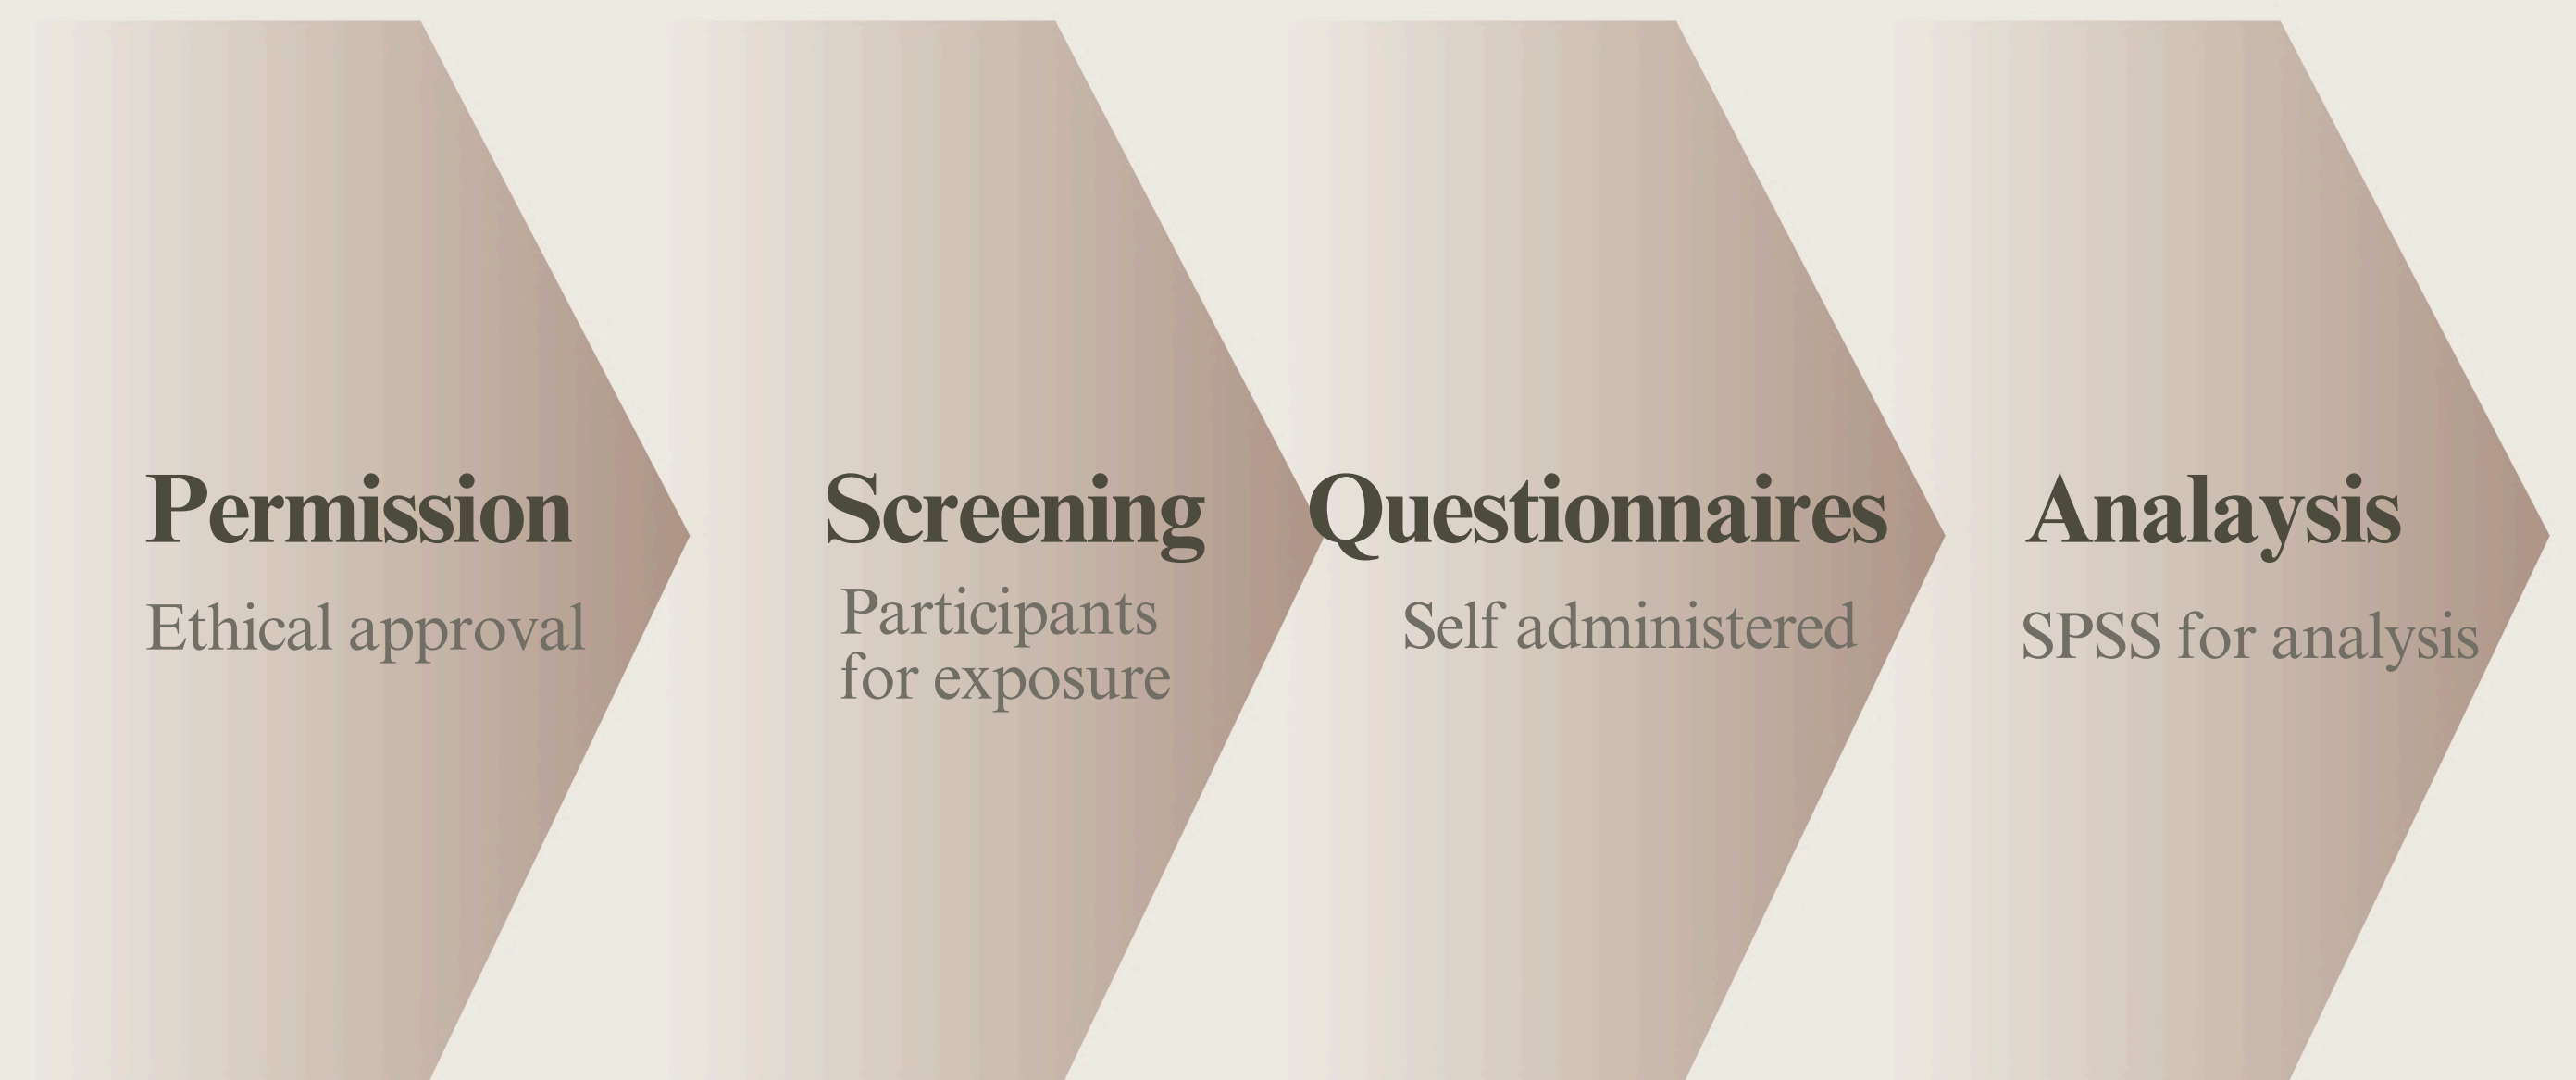 Permission
Ethical approval
Screening
Participants
for exposure
Questionnaires
Self administered
Analaysis
SPSS for analysis